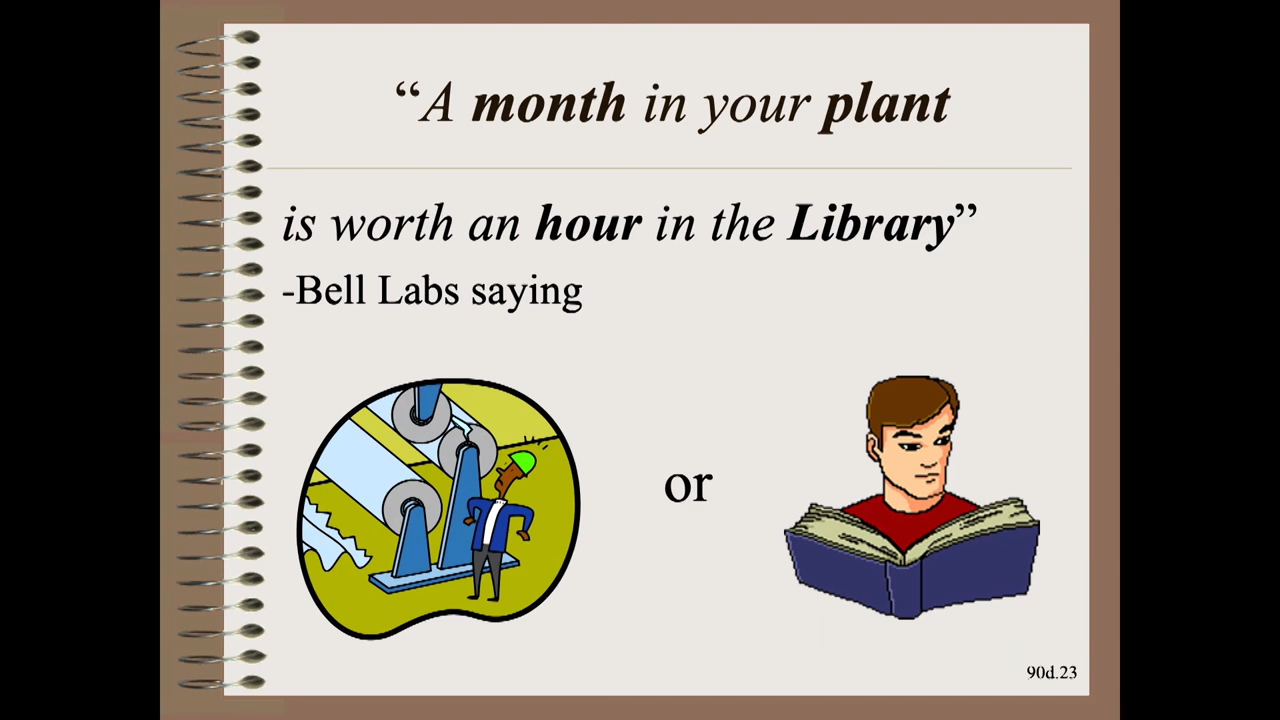 “A month in your plant
is worth an hour in the Library”
-Bell Labs saying
or
90d.23